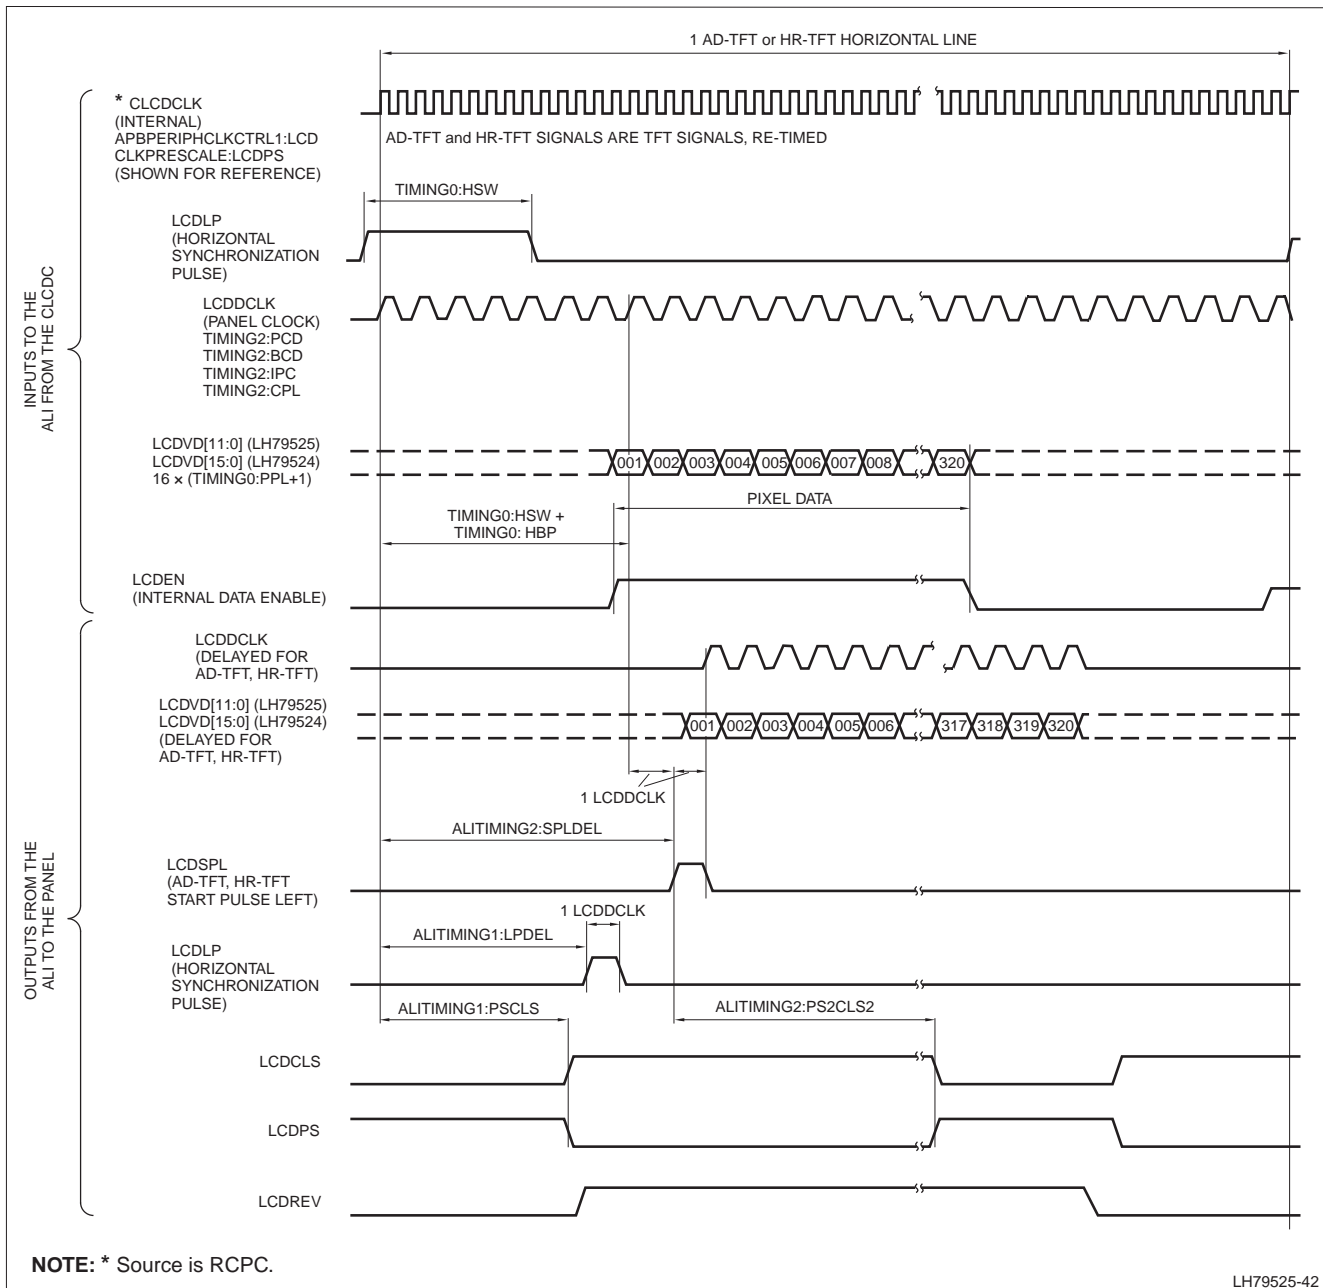 1 AD-TFT or HR-TFT HORIZONTAL LINE
* CLCDCLK
(INTERNAL)
APBPERIPHCLKCTRL1:LCD
CLKPRESCALE:LCDPS
(SHOWN FOR REFERENCE)
AD-TFT and HR-TFT SIGNALS ARE TFT SIGNALS, RE-TIMED
TIMING0:HSW
LCDLP
(HORIZONTAL
SYNCHRONIZATION
PULSE)
INPUTS TO THE
ALI FROM THE CLCDC
LCDDCLK
(PANEL CLOCK)
TIMING2:PCD
TIMING2:BCD
TIMING2:IPC
TIMING2:CPL
LCDVD[11:0] (LH79525)
LCDVD[15:0] (LH79524)
16 × (TIMING0:PPL+1)
001 002 003 004 005 006 007 008 320
PIXEL DATA
TIMING0:HSW +
TIMING0: HBP
LCDEN
(INTERNAL DATA ENABLE)
LCDDCLK
(DELAYED FOR
AD-TFT, HR-TFT)
LCDVD[11:0] (LH79525)
LCDVD[15:0] (LH79524)
(DELAYED FOR
AD-TFT, HR-TFT)
001 002 003 004 005 006 317 318 319 320
1 LCDDCLK
ALITIMING2:SPLDEL
OUTPUTS FROM THE
ALI TO THE PANEL
LCDSPL
(AD-TFT, HR-TFT
START PULSE LEFT)
1 LCDDCLK
ALITIMING1:LPDEL
LCDLP
(HORIZONTAL
SYNCHRONIZATION
PULSE)
ALITIMING1:PSCLS
ALITIMING2:PS2CLS2
LCDCLS
LCDPS
LCDREV
NOTE: * Source is RCPC.
LH79525-42